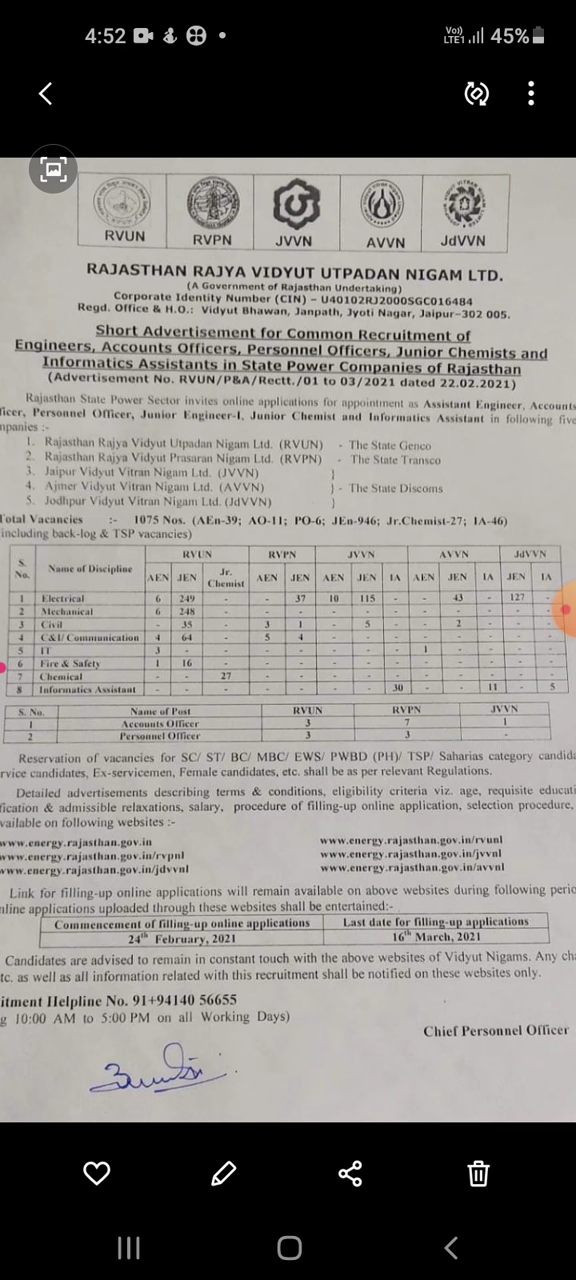 4:52
Vo)) LTE1 45%
RVUN RVPN JVVN AVVN JdVVN
RAJASTHAN RAJYA VIDYUT UTPADAN NIGAM LTD.
(A Government of Rajasthan Undertaking)
Corporate Identity Number (CIN) – U40102RJ2000SGC016484
Regd. Office & H.O.: Vidyut Bhawan, Janpath, Jyoti Nagar, Jaipur–302 005.
Short Advertisement for Common Recruitment of
Engineers, Accounts Officers, Personnel Officers, Junior Chemists and
Informatics Assistants in State Power Companies of Rajasthan
(Advertisement No. RVUN/P&A/Rectt./01 to 03/2021 dated 22.02.2021)
Rajasthan State Power Sector invites online applications for appointment as Assistant Engineer, Accounts
ficer, Personnel Officer, Junior Engineer-I, Junior Chemist and Informatics Assistant in following five
mpanies :-
1. Rajasthan Rajya Vidyut Utpadan Nigam Ltd. (RVUN) - The State Genco
2. Rajasthan Rajya Vidyut Prasaran Nigam Ltd. (RVPN) - The State Transco
3. Jaipur Vidyut Vitran Nigam Ltd. (JVVN) }
4. Ajmer Vidyut Vitran Nigam Ltd. (AVVN) } - The State Discoms
5. Jodhpur Vidyut Vitran Nigam Ltd. (JdVVN) }
Total Vacancies :- 1075 Nos. (AEn-39; AO-11; PO-6; JEn-946; Jr.Chemist-27; IA-46)
including back-log & TSP vacancies)
S. No. Name of Discipline RVUN RVPN JVVN AVVN JdVVN
AEN JEN Jr. Chemist AEN JEN AEN JEN IA AEN JEN IA JEN IA
1 Electrical 6 249 - - 37 10 115 - - 43 - 127 -
2 Mechanical 6 248 - - - - - - - - - -
3 Civil - 35 - 3 1 - 5 - - 2 - - -
4 C&I/ Communication 4 64 - 5 4 - - - - - - - -
5 IT 3 - - - - - - - 1 - - - -
6 Fire & Safety 1 16 - - - - - - - - - - -
7 Chemical - - 27 - - - - - - - - - -
8 Informatics Assistant - - - - - - - 30 - - 11 - 5
S. No. Name of Post RVUN RVPN JVVN
1 Accounts Officer 3 7 1
2 Personnel Officer 3 3 -
Reservation of vacancies for SC/ ST/ BC/ MBC/ EWS/ PWBD (PH)/ TSP/ Saharias category candida
rvice candidates, Ex-servicemen, Female candidates, etc. shall be as per relevant Regulations.
Detailed advertisements describing terms & conditions, eligibility criteria viz. age, requisite educati
fication & admissible relaxations, salary, procedure of filling-up online application, selection procedure,
vailable on following websites :-
www.energy.rajasthan.gov.in www.energy.rajasthan.gov.in/rvunl
www.energy.rajasthan.gov.in/rvpnl www.energy.rajasthan.gov.in/jvvnl
www.energy.rajasthan.gov.in/jdvvnl www.energy.rajasthan.gov.in/avvnl
Link for filling-up online applications will remain available on above websites during following perio
nline applications uploaded through these websites shall be entertained:-
Commencement of filling-up online applications Last date for filling-up applications
24th February, 2021 16th March, 2021
Candidates are advised to remain in constant touch with the above websites of Vidyut Nigams. Any cha
tc. as well as all information related with this recruitment shall be notified on these websites only.
itment Helpline No. 91+94140 56655
g 10:00 AM to 5:00 PM on all Working Days)
Chief Personnel Officer